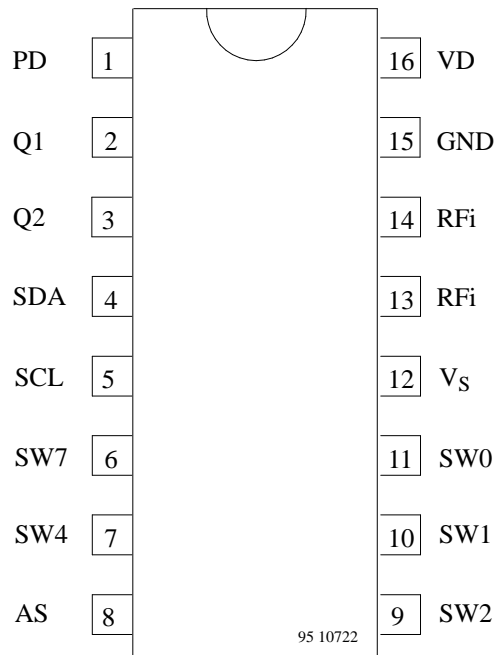 PD 1 16 VD
Q1 2 15 GND
Q2 3 14 RFi
SDA 4 13 RFi
SCL 5 12 VS
SW7 6 11 SW0
SW4 7 10 SW1
AS 8 9 SW2
95 10722